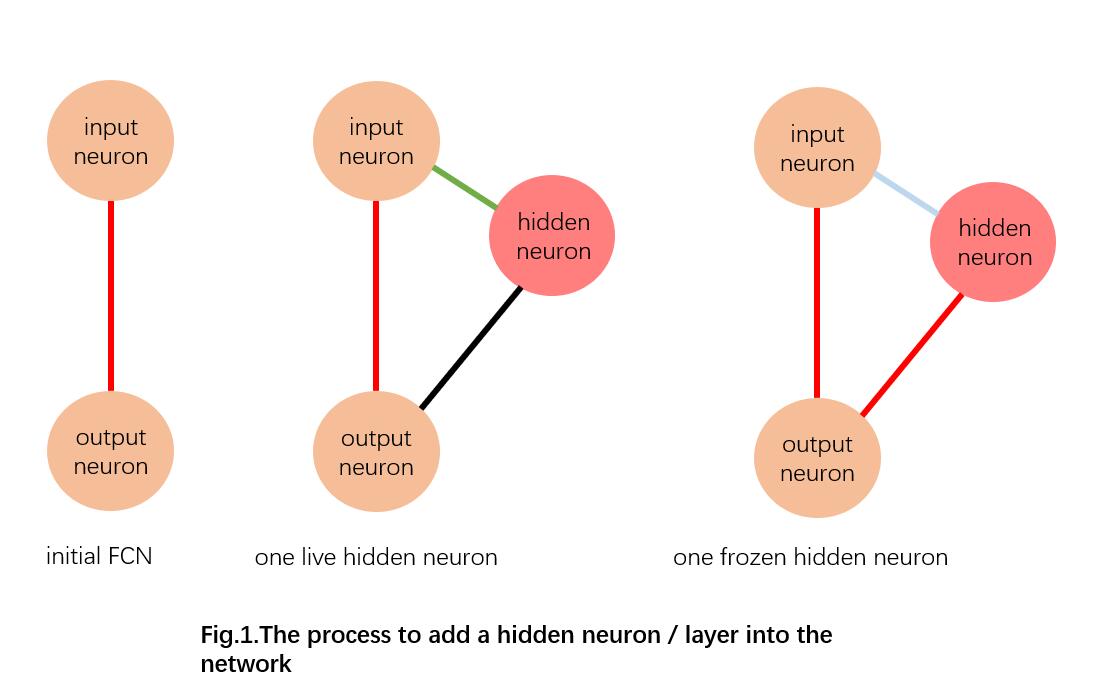 input
neuron
output
neuron
initial FCN
input
neuron
hidden
neuron
output
neuron
one live hidden neuron
input
neuron
hidden
neuron
output
neuron
one frozen hidden neuron
Fig.1.The process to add a hidden neuron / layer into the
network